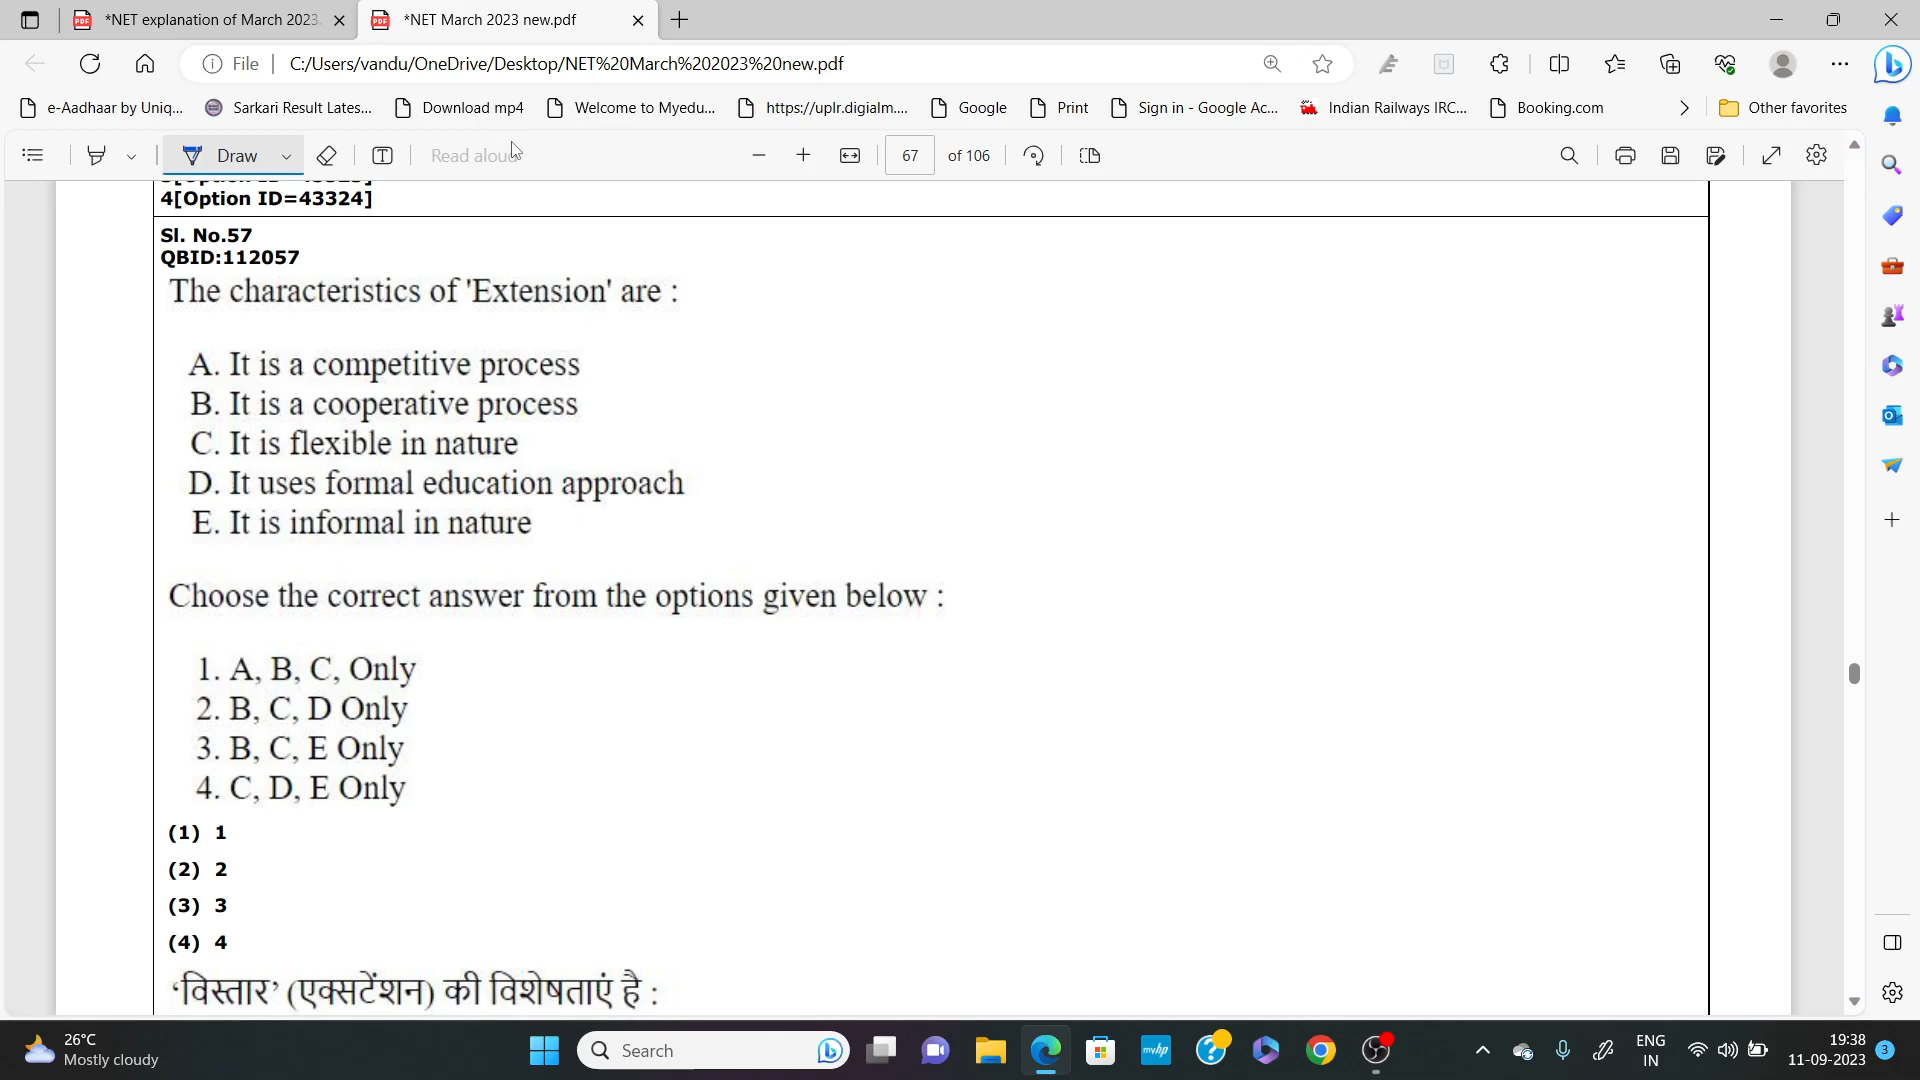 *NET explanation of March 2023
*NET March 2023 new.pdf
File
C:/Users/vandu/OneDrive/Desktop/NET%20March%202023%20new.pdf
e-Aadhaar by Uniq...
Sarkari Result Lates...
Download mp4
Welcome to Myedu...
https://uplr.digialm....
Google
Print
Sign in - Google Ac...
Indian Railways IRC...
Booking.com
Other favorites
Draw
Read aloud
67
of 106
4[Option ID=43324]
Sl. No.57
QBID:112057
The characteristics of 'Extension' are :
A. It is a competitive process
B. It is a cooperative process
C. It is flexible in nature
D. It uses formal education approach
E. It is informal in nature
Choose the correct answer from the options given below :
1. A, B, C, Only
2. B, C, D Only
3. B, C, E Only
4. C, D, E Only
(1) 1
(2) 2
(3) 3
(4) 4
‘विस्तार’ (एक्सटेंशन) की विशेषताएं है :
26°C
Mostly cloudy
Search
myhp
ENG
IN
19:38
11-09-2023
3